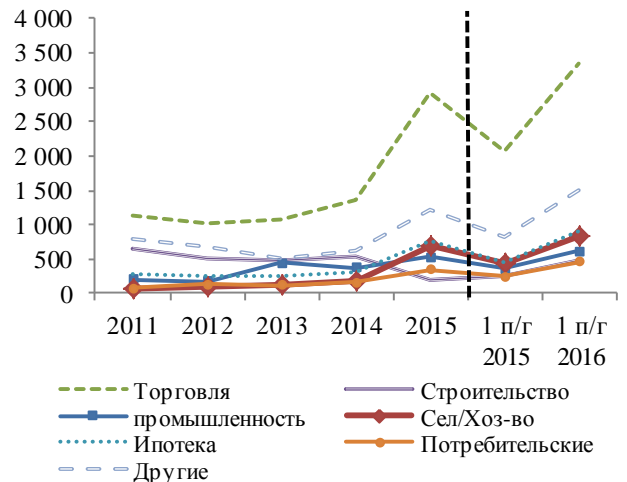 4 000
3 500
3 000
2 500
2 000
1 500
1 000
500
0
2011 2012 2013 2014 2015 1 п/г 1 п/г
2015 2016
Торговля Строительство
промышленность Сел/Хоз-во
Ипотека Потребительские
Другие